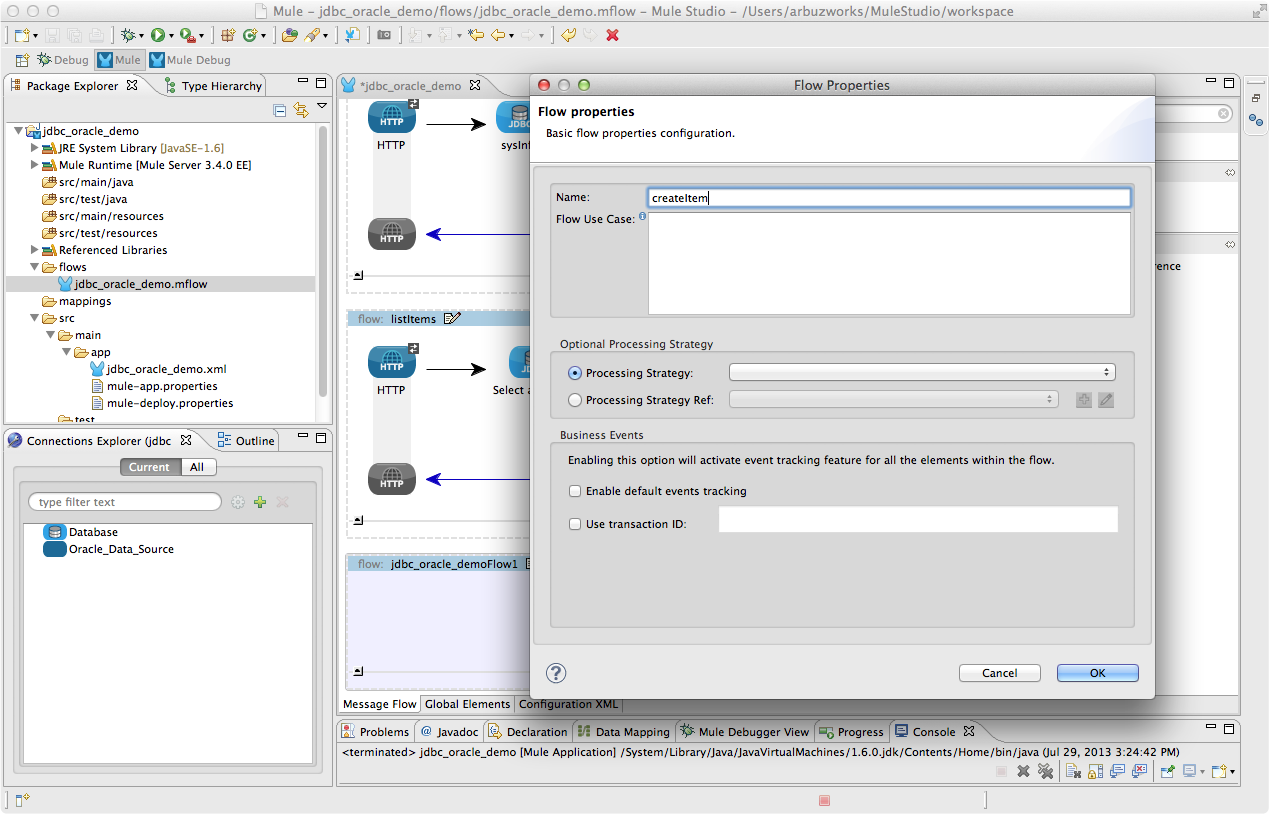 Mule – jdbc_oracle_demo/flows/jdbc_oracle_demo.mflow – Mule Studio – /Users/arbuzworks/MuleStudio/workspace
Debug Mule Mule Debug
Package Explorer Type Hierarchy
jdbc_oracle_demo
JRE System Library [JavaSE-1.6]
Mule Runtime [Mule Server 3.4.0 EE]
src/main/java
src/test/java
src/main/resources
src/test/resources
Referenced Libraries
flows
jdbc_oracle_demo.mflow
mappings
src
main
app
jdbc_oracle_demo.xml
mule-app.properties
mule-deploy.properties
test
Connections Explorer (jdbc Outline
Current All
type filter text
Database
Oracle_Data_Source
*jdbc_oracle_demo
HTTP JDBC
HTTP
HTTP
flow: listItems
HTTP
HTTP Select
HTTP
flow: jdbc_oracle_demoFlow1
Message Flow Global Elements Configuration XML
Flow Properties
Flow properties
Basic flow properties configuration.
Name: createItem
Flow Use Case:
Optional Processing Strategy
Processing Strategy:
Processing Strategy Ref:
Business Events
Enabling this option will activate event tracking feature for all the elements within the flow.
Enable default events tracking
Use transaction ID:
? Cancel OK
Problems @ Javadoc Declaration Data Mapping Mule Debugger View Progress Console
<terminated> jdbc_oracle_demo [Mule Application] /System/Library/Java/JavaVirtualMachines/1.6.0.jdk/Contents/Home/bin/java (Jul 29, 2013 3:24:42 PM)